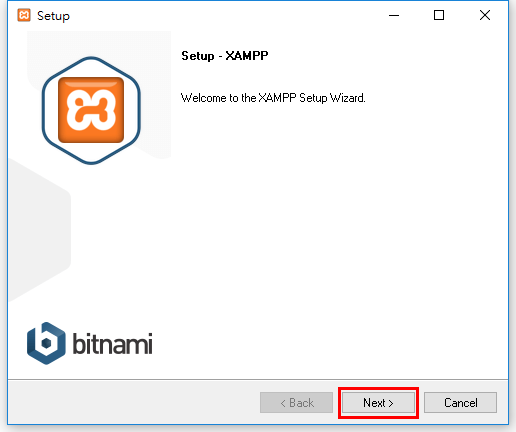 Setup
Setup - XAMPP
Welcome to the XAMPP Setup Wizard.
bitnami
< Back
Next >
Cancel